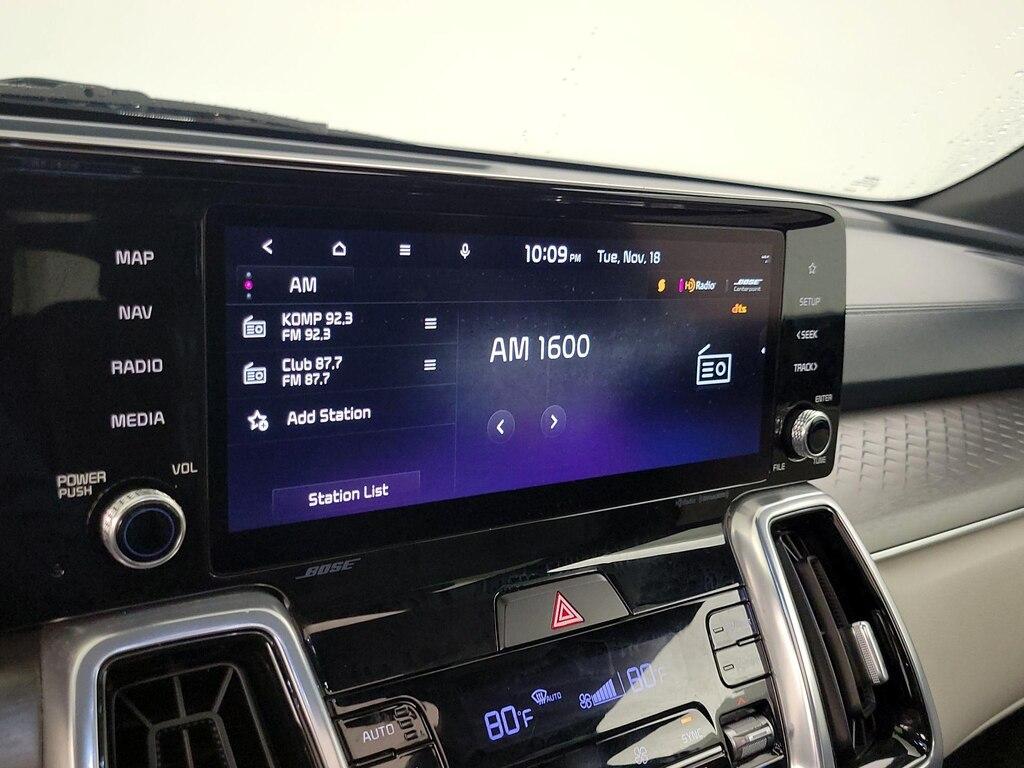 MAP
NAV
RADIO
MEDIA
POWER
PUSH
VOL
10:09 PM Tue, Nov, 18
AM
HD Radio
BOSE
Centerpoint
dts
KOMP 92.3
FM 92.3
Club 87.7
FM 87.7
Add Station
Station List
AM 1600
SETUP
< SEEK
TRACK >
ENTER
FILE
TUNE
BOSE
80°F
AUTO
80°F
AUTO
SYNC